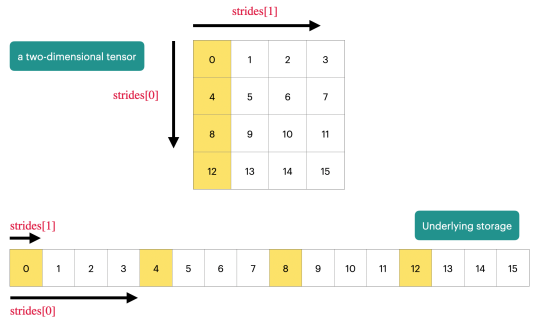 strides[1]
a two-dimensional tensor
strides[0]
0 1 2 3
4 5 6 7
8 9 10 11
12 13 14 15
strides[1]
Underlying storage
0 1 2 3 4 5 6 7 8 9 10 11 12 13 14 15
strides[0]